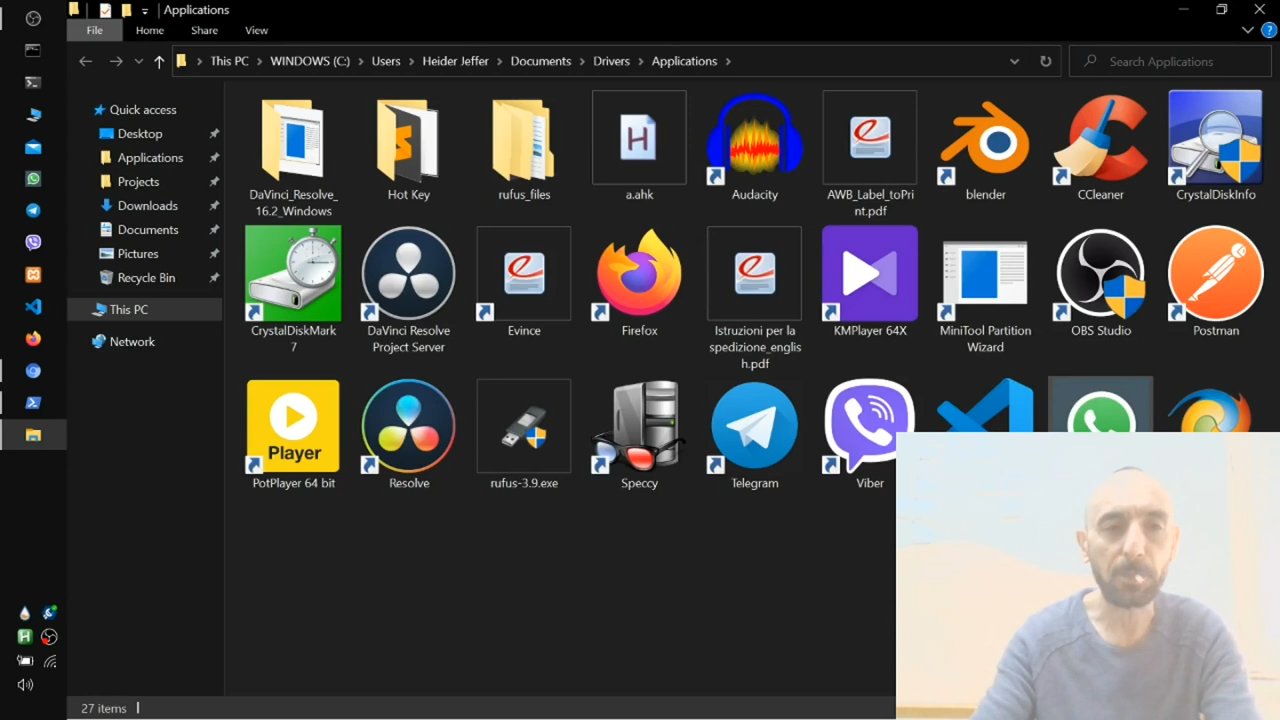 Applications
File
Home
Share
View
This PC
WINDOWS (C:)
Users
Heider Jeffer
Documents
Drivers
Applications
Search Applications
Quick access
Desktop
Applications
Projects
Downloads
Documents
Pictures
Recycle Bin
This PC
Network
DaVinci_Resolve_
16.2_Windows
Hot Key
rufus_files
a.ahk
Audacity
AWB_Label_toPri
nt.pdf
blender
CCleaner
CrystalDiskInfo
CrystalDiskMark
7
DaVinci Resolve
Project Server
Evince
Firefox
Istruzioni per la
spedizione_englis
h.pdf
KMPlayer 64X
MiniTool Partition
Wizard
OBS Studio
Postman
Player
PotPlayer 64 bit
Resolve
rufus-3.9.exe
Speccy
Telegram
Viber
27 items